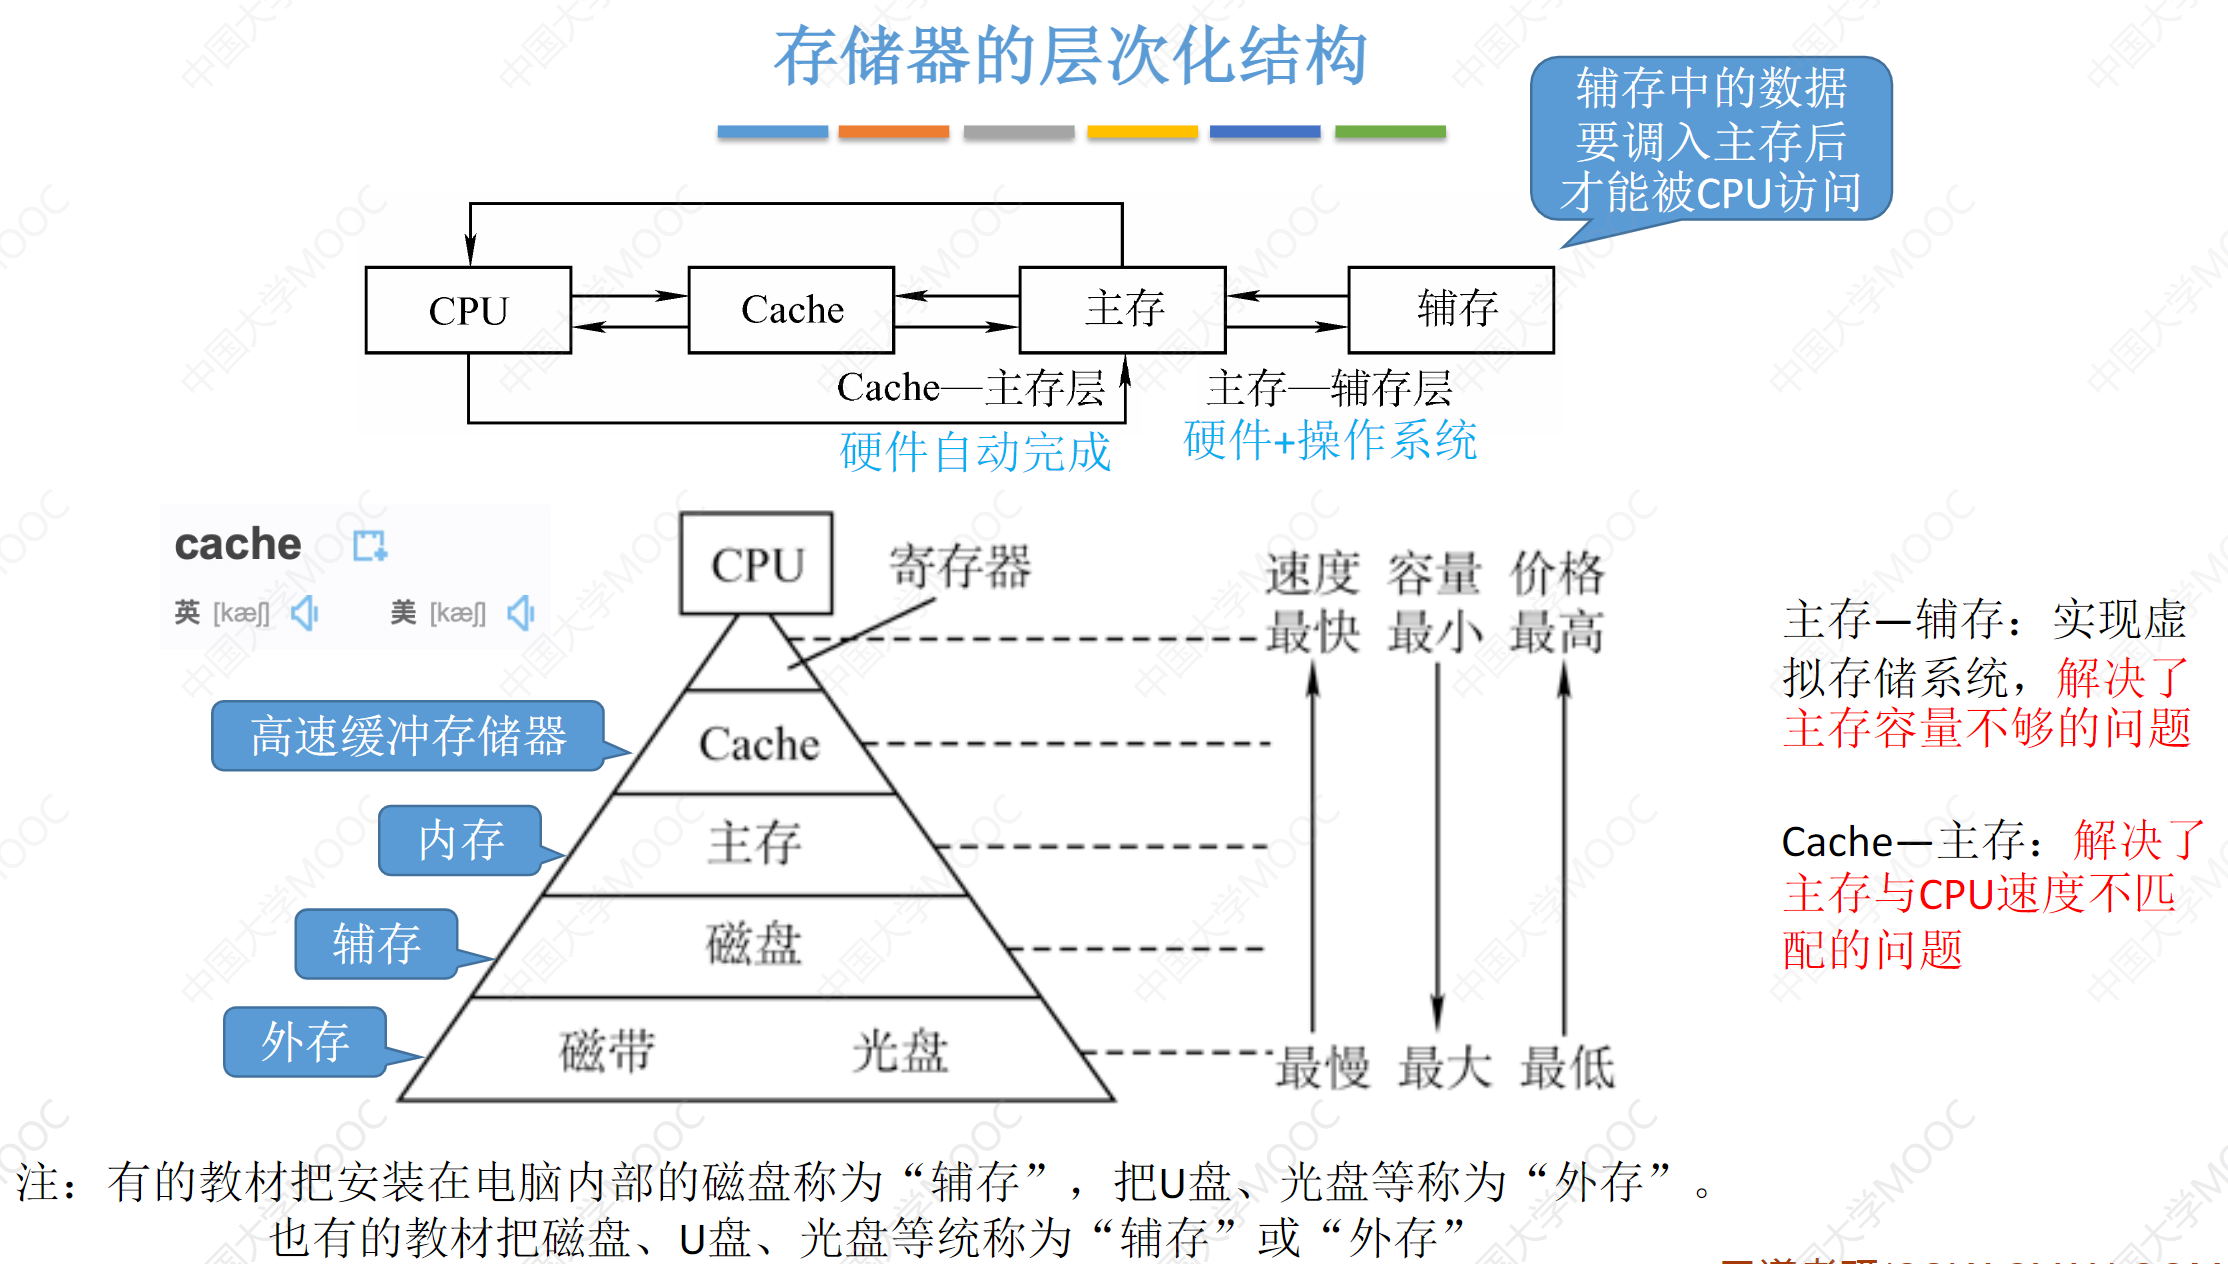 存储器的层次化结构
辅存中的数据
要调入主存后
才能被CPU访问
CPU
Cache
主存
辅存
Cache—主存层
主存—辅存层
硬件自动完成
硬件+操作系统
cache
英 [kæʃ]
美 [kæʃ]
CPU
寄存器
速度 容量 价格
最快 最小 最高
高速缓冲存储器
Cache
内存
主存
辅存
磁盘
外存
磁带
光盘
最慢 最大 最低
主存—辅存：实现虚
拟存储系统，解决了
主存容量不够的问题
Cache—主存：解决了
主存与CPU速度不匹
配的问题
注：有的教材把安装在电脑内部的磁盘称为“辅存”，把U盘、光盘等称为“外存”。
也有的教材把磁盘、U盘、光盘等统称为“辅存”或“外存”
中国大学MOOC